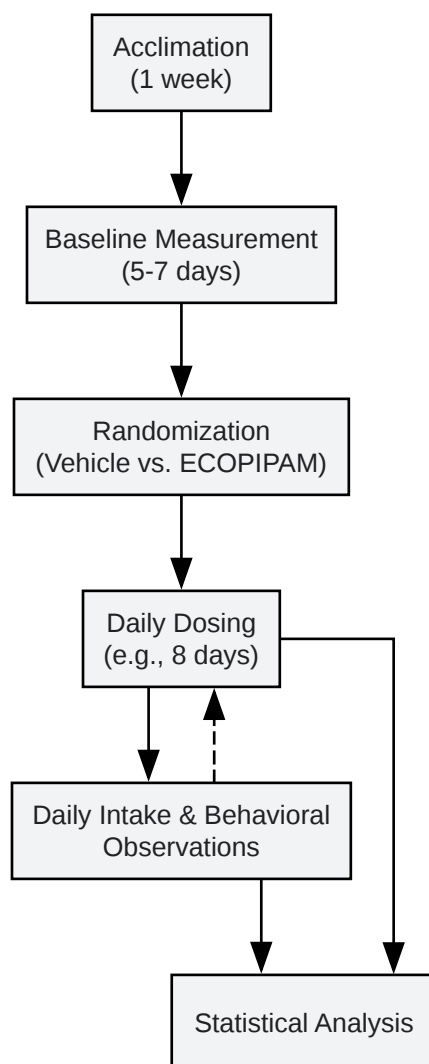 Acclimation
(1 week)
Baseline Measurement
(5-7 days)
Randomization
(Vehicle vs. ECOPIPAM)
Daily Dosing
(e.g., 8 days)
Daily Intake & Behavioral
Observations
Statistical Analysis